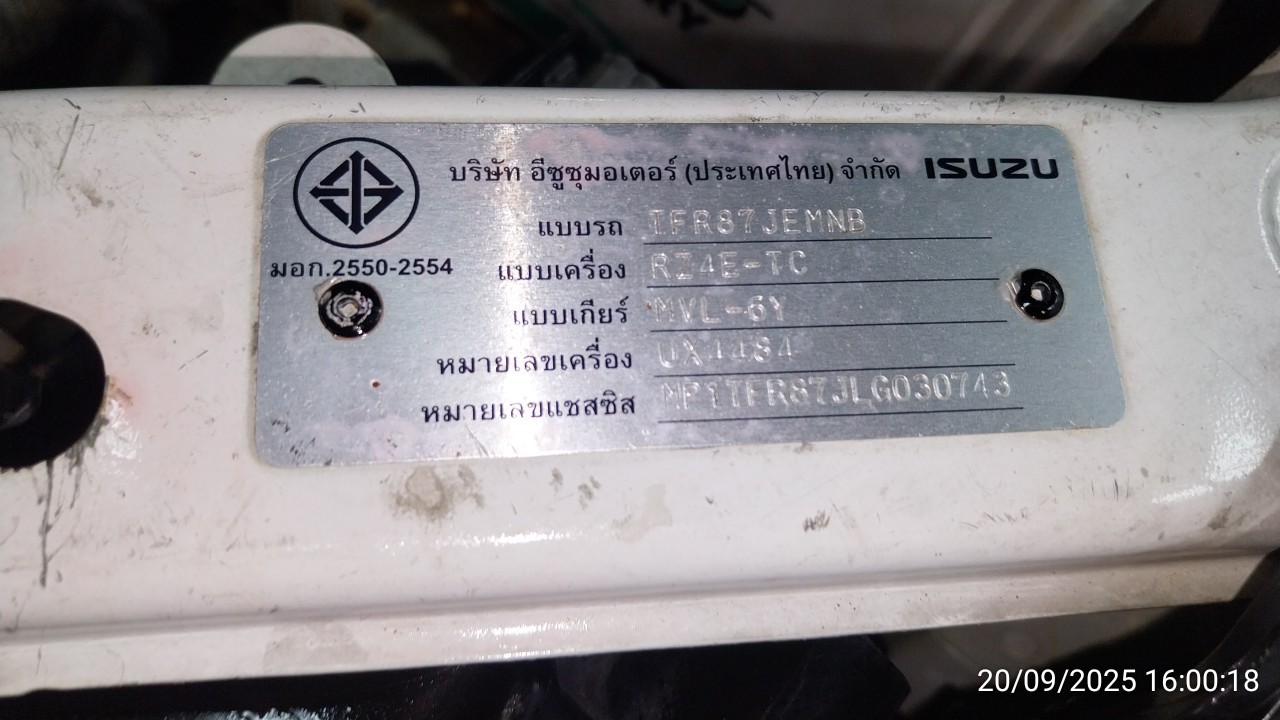 บริษัท อีซูซุมอเตอร์ (ประเทศไทย) จำกัด ISUZU
แบบรถ TFR87JEMNB
มอก.2550-2554
แบบเครื่อง RZ4E-TC
แบบเกียร์ MVL-6Y
หมายเลขเครื่อง UX4484
หมายเลขแชสซิส MP1TFR87JLG030743
20/09/2025 16:00:18